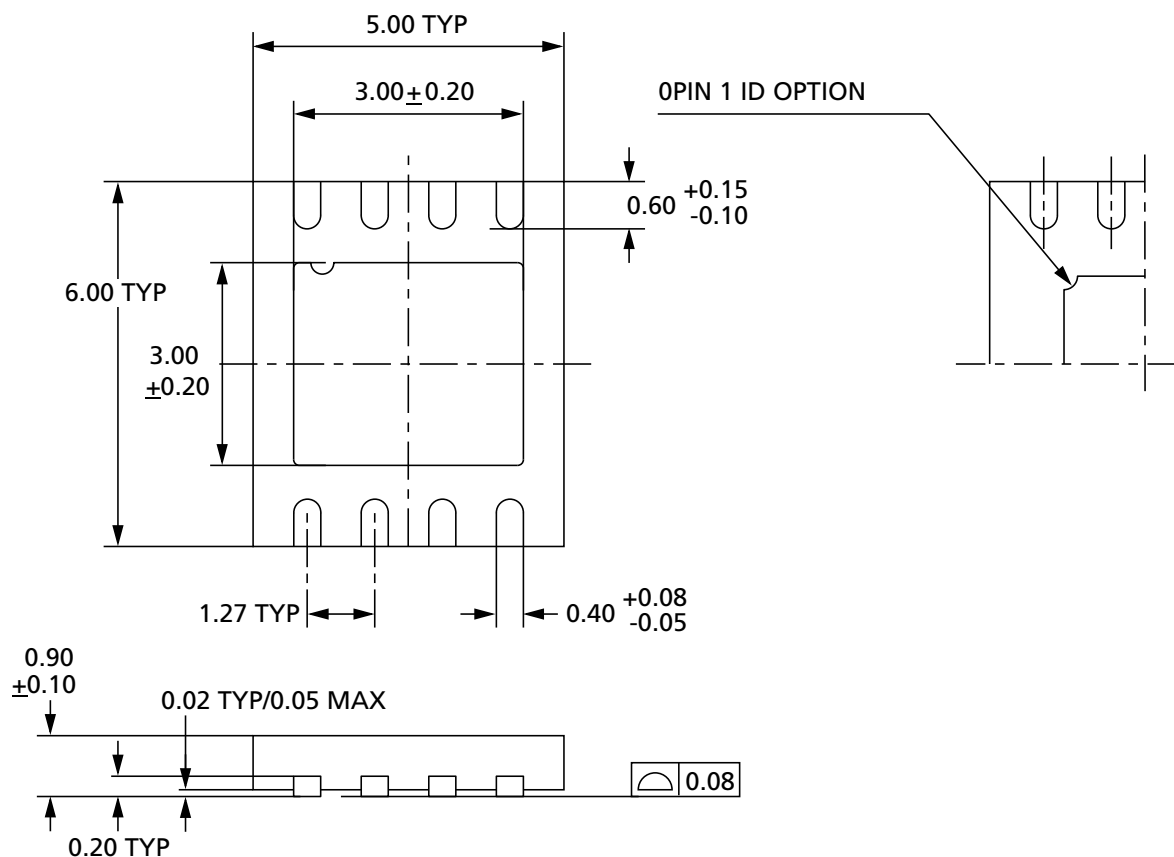 5.00 TYP
3.00±0.20
0PIN 1 ID OPTION
0.60 +0.15
-0.10
6.00 TYP
3.00
±0.20
1.27 TYP
0.40 +0.08
-0.05
0.90
±0.10
0.02 TYP/0.05 MAX
0.08
0.20 TYP